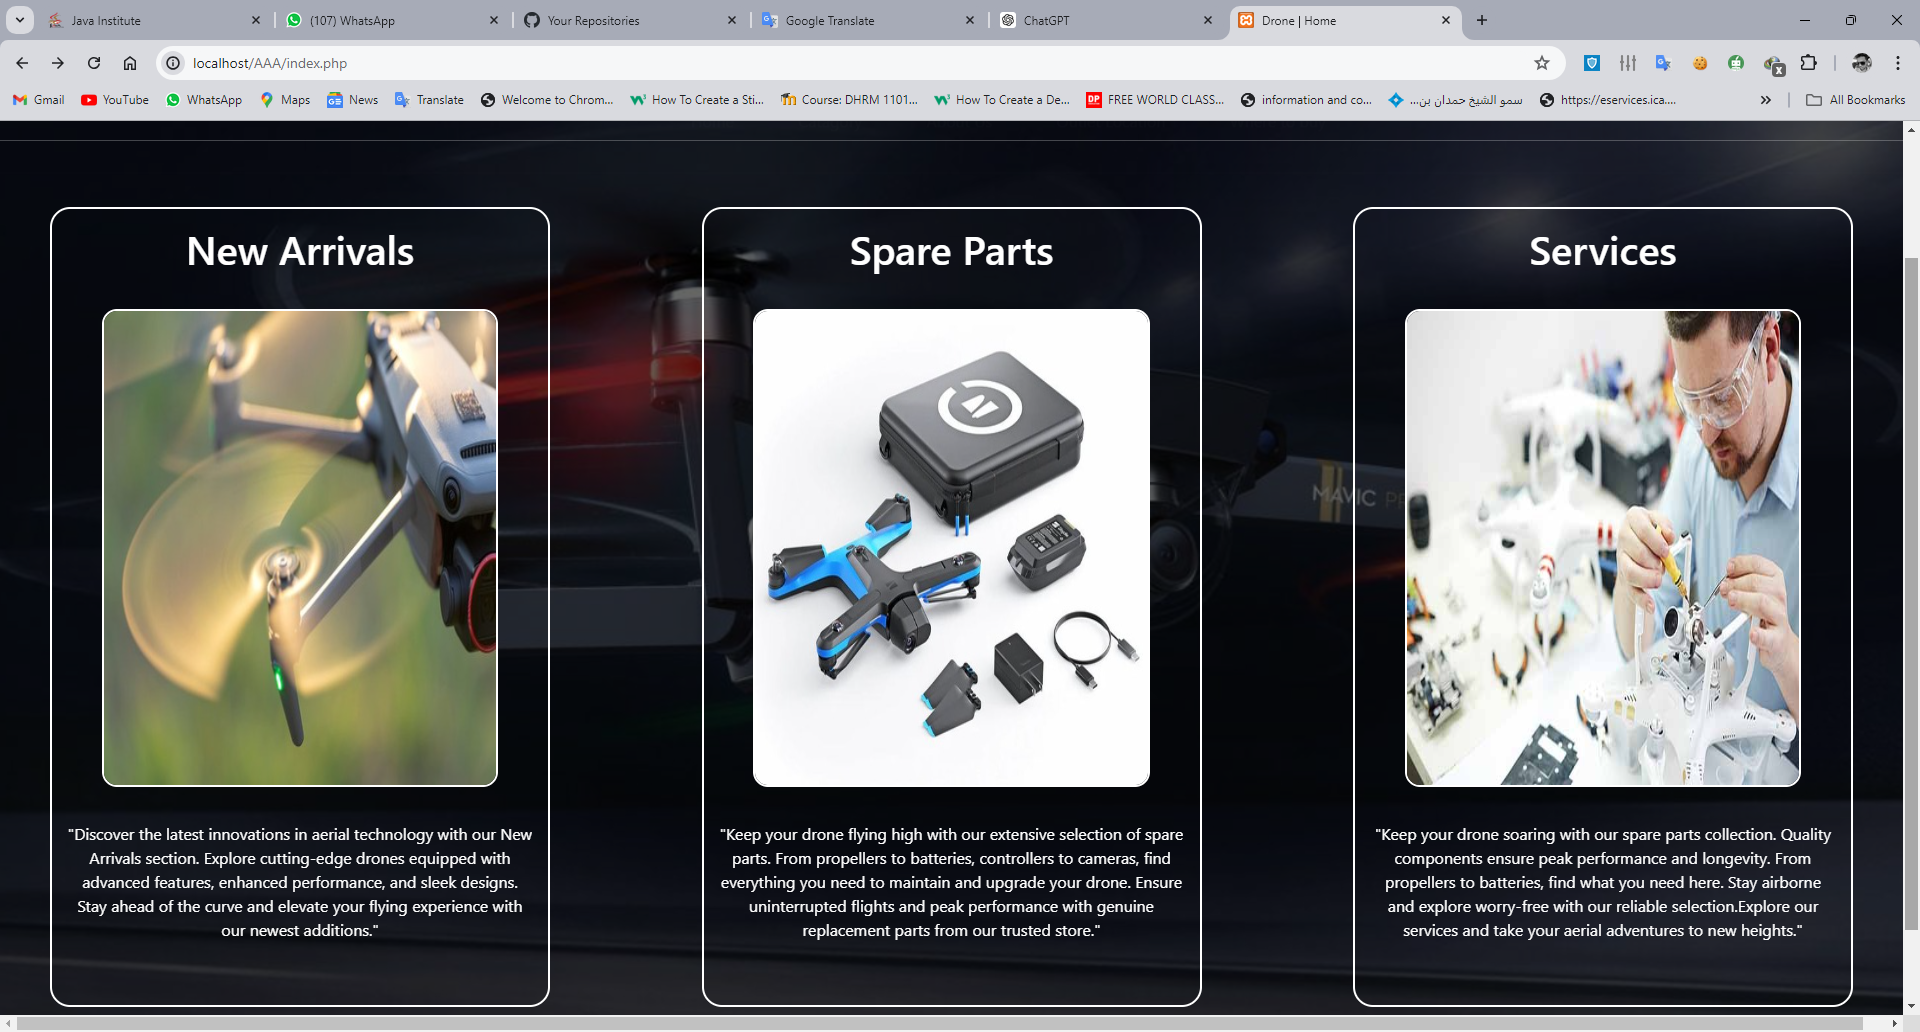 Java Institute
(107) WhatsApp
Your Repositories
Google Translate
ChatGPT
Drone | Home
localhost/AAA/index.php
Gmail
YouTube
WhatsApp
Maps
News
Translate
Welcome to Chrom...
How To Create a Sti...
Course: DHRM 1101...
How To Create a De...
FREE WORLD CLASS...
information and co...
سمو الشيخ حمدان بن...
https://eservices.ica....
All Bookmarks
New Arrivals
"Discover the latest innovations in aerial technology with our New
Arrivals section. Explore cutting-edge drones equipped with
advanced features, enhanced performance, and sleek designs.
Stay ahead of the curve and elevate your flying experience with
our newest additions."
Spare Parts
"Keep your drone flying high with our extensive selection of spare
parts. From propellers to batteries, controllers to cameras, find
everything you need to maintain and upgrade your drone. Ensure
uninterrupted flights and peak performance with genuine
replacement parts from our trusted store."
MAVIC PR
Services
"Keep your drone soaring with our spare parts collection. Quality
components ensure peak performance and longevity. From
propellers to batteries, find what you need here. Stay airborne
and explore worry-free with our reliable selection.Explore our
services and take your aerial adventures to new heights."